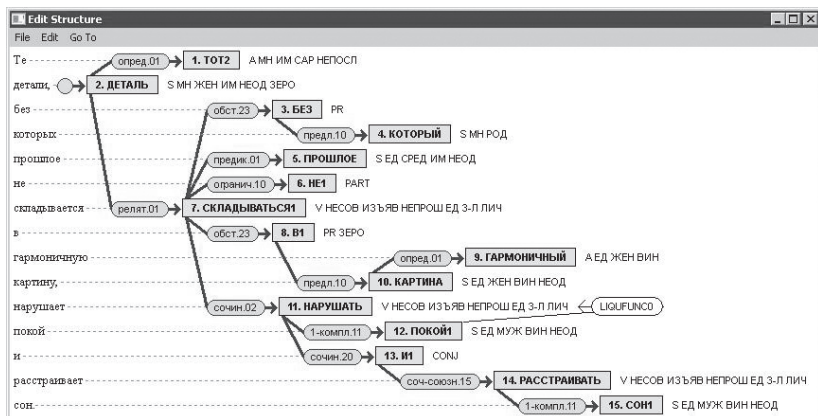 Edit Structure
File Edit Go To
Те опред.01 1. ТОТ2 А МН ИМ САР НЕПОСЛ
детали, 2. ДЕТАЛЬ S МН ЖЕН ИМ НЕОД ЗЕРО
без обст.23 3. БЕЗ PR
которых предл.10 4. КОТОРЫЙ S МН РОД
прошлое предик.01 5. ПРОШЛОЕ S ЕД СРЕД ИМ НЕОД
не огранич.10 6. НЕ1 PART
складывается релят.01 7. СКЛАДЫВАТЬСЯ1 V НЕСОВ ИЗЪЯВ НЕПРОШ ЕД 3-Л ЛИЧ
в обст.23 8. В1 PR ЗЕРО
гармоничную опред.01 9. ГАРМОНИЧНЫЙ А ЕД ЖЕН ВИН
картину, предл.10 10. КАРТИНА S ЕД ЖЕН ВИН НЕОД
нарушает сочин.02 11. НАРУШАТЬ V НЕСОВ ИЗЪЯВ НЕПРОШ ЕД 3-Л ЛИЧ LIQUFUNC0
покой 1-компл.11 12. ПОКОЙ1 S ЕД МУЖ ВИН НЕОД
и сочин.20 13. И1 CONJ
расстраивает соч-союзн.15 14. РАССТРАИВАТЬ V НЕСОВ ИЗЪЯВ НЕПРОШ ЕД 3-Л ЛИЧ
сон. 1-компл.11 15. СОН1 S ЕД МУЖ ВИН НЕОД